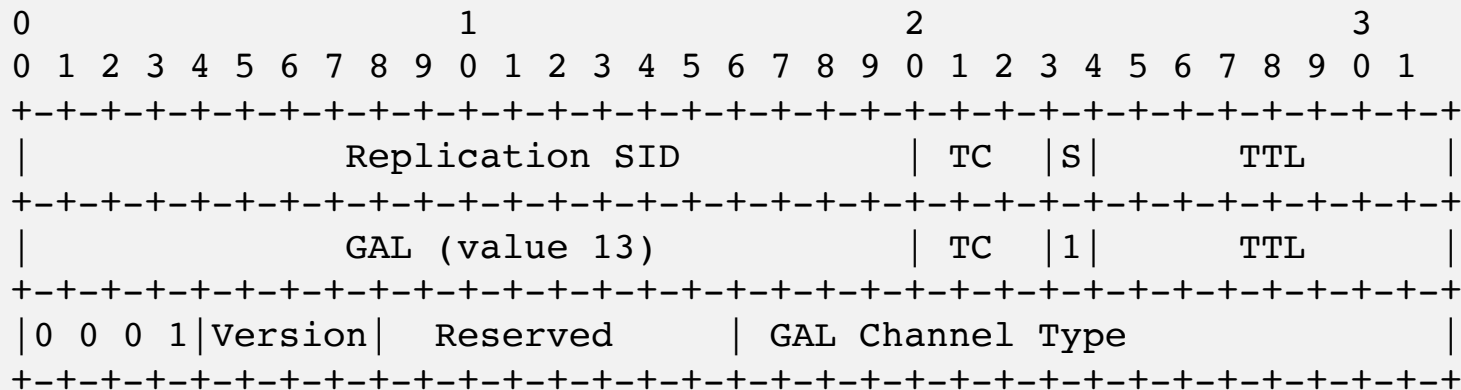 0                   1                   2                   3
0 1 2 3 4 5 6 7 8 9 0 1 2 3 4 5 6 7 8 9 0 1 2 3 4 5 6 7 8 9 0 1
+-+-+-+-+-+-+-+-+-+-+-+-+-+-+-+-+-+-+-+-+-+-+-+-+-+-+-+-+-+-+-+-+
|              Replication SID          | TC  |S|      TTL      |
+-+-+-+-+-+-+-+-+-+-+-+-+-+-+-+-+-+-+-+-+-+-+-+-+-+-+-+-+-+-+-+-+
|              GAL (value 13)           | TC  |1|      TTL      |
+-+-+-+-+-+-+-+-+-+-+-+-+-+-+-+-+-+-+-+-+-+-+-+-+-+-+-+-+-+-+-+-+
|0 0 0 1|Version|  Reserved     | GAL Channel Type              |
+-+-+-+-+-+-+-+-+-+-+-+-+-+-+-+-+-+-+-+-+-+-+-+-+-+-+-+-+-+-+-+-+